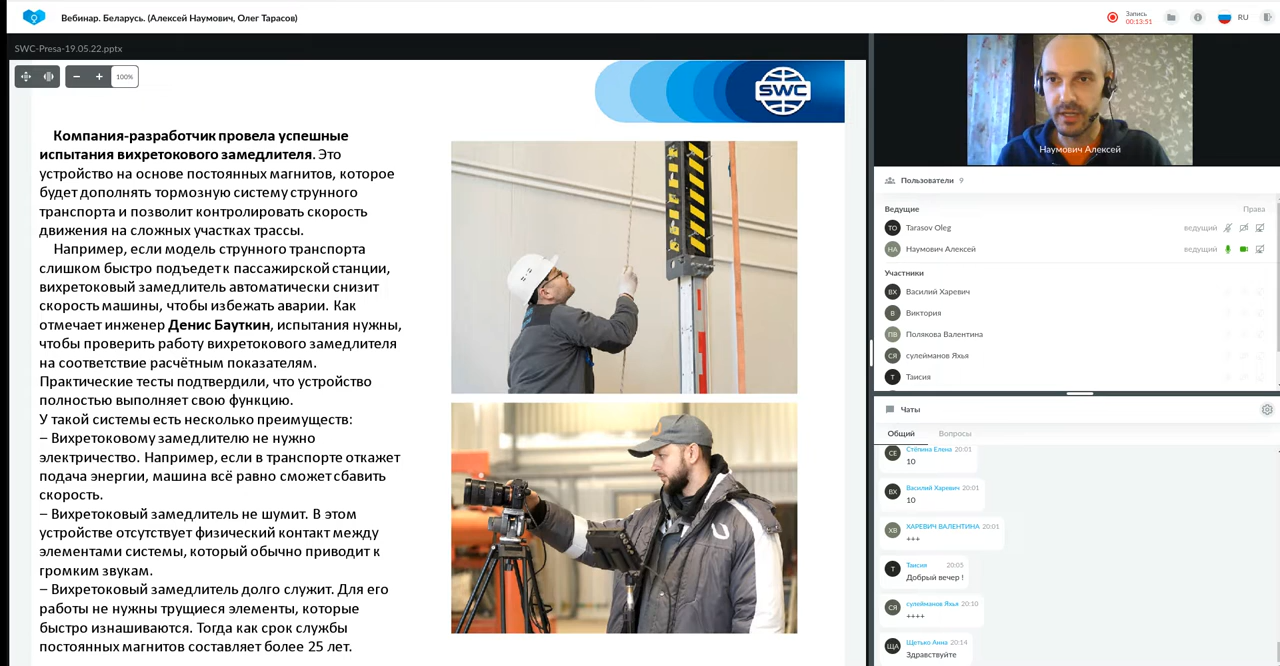 Вебинар. Беларусь. (Алексей Наумович, Олег Тарасов)
Запись
00:13:51
RU
SWC-Presa-19.05.22.pptx
100%
SWC
Компания-разработчик провела успешные
испытания вихретокового замедлителя. Это
устройство на основе постоянных магнитов, которое
будет дополнять тормозную систему струнного
транспорта и позволит контролировать скорость
движения на сложных участках трассы.
Например, если модель струнного транспорта
слишком быстро подъедет к пассажирской станции,
вихретоковый замедлитель автоматически снизит
скорость машины, чтобы избежать аварии. Как
отмечает инженер Денис Бауткин, испытания нужны,
чтобы проверить работу вихретокового замедлителя
на соответствие расчётным показателям.
Практические тесты подтвердили, что устройство
полностью выполняет свою функцию.
У такой системы есть несколько преимуществ:
– Вихретоковому замедлителю не нужно
электричество. Например, если в транспорте откажет
подача энергии, машина всё равно сможет сбавить
скорость.
– Вихретоковый замедлитель не шумит. В этом
устройстве отсутствует физический контакт между
элементами системы, который обычно приводит к
громким звукам.
– Вихретоковый замедлитель долго служит. Для его
работы не нужны трущиеся элементы, которые
быстро изнашиваются. Тогда как срок службы
постоянных магнитов составляет более 25 лет.
Наумович Алексей
Пользователи 9
Ведущие Права
TO Tarasov Oleg ведущий
НА Наумович Алексей ведущий
Участники
ВХ Василий Харевич
В Виктория
ПВ Полякова Валентина
СЯ сулейманов Яхья
Т Таисия
Чаты
Общий Вопросы
СЕ Стёпина Елена 20:01
10
ВХ Василий Харевич 20:01
10
ХВ ХАРЕВИЧ ВАЛЕНТИНА 20:01
+++
Т Таисия 20:05
Добрый вечер !
СЯ сулейманов Яхья 20:10
++++
ЩА Щетько Анна 20:14
Здравствуйте